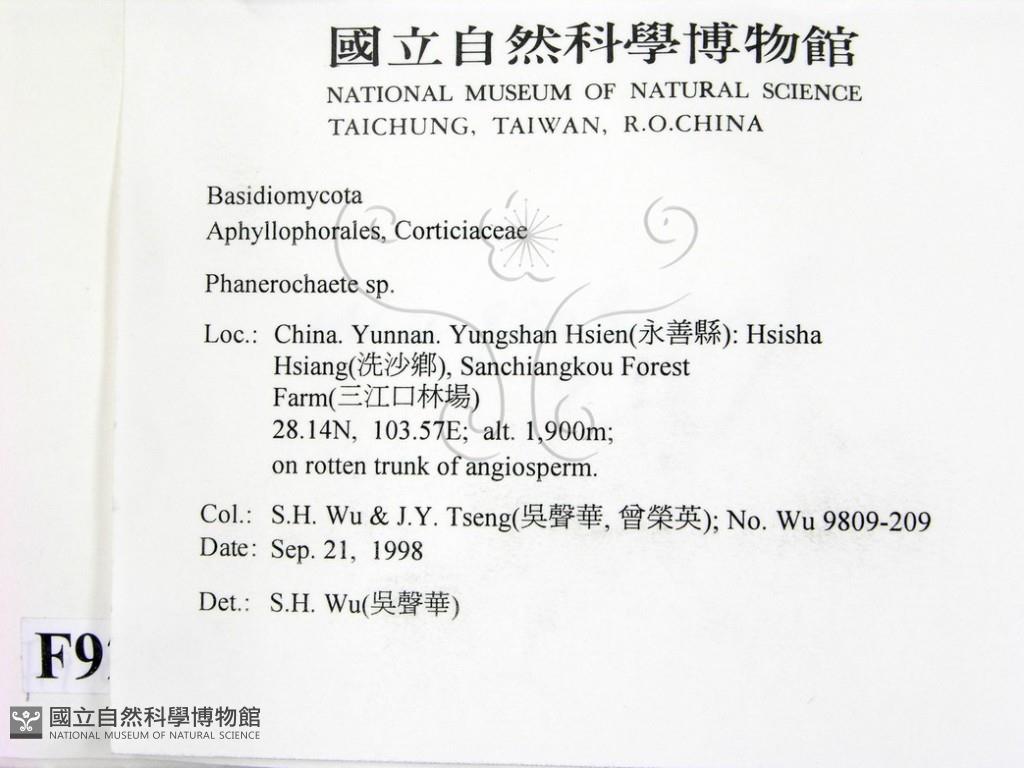 國立自然科學博物館
NATIONAL MUSEUM OF NATURAL SCIENCE
TAICHUNG, TAIWAN, R.O.CHINA
Basidiomycota
Aphyllophorales, Corticiaceae
Phanerochaete sp.
Loc.: China. Yunnan. Yungshan Hsien(永善縣): Hsisha
Hsiang(洗沙鄉), Sanchiangkou Forest
Farm(三江口林場)
28.14N, 103.57E; alt. 1,900m;
on rotten trunk of angiosperm.
Col.: S.H. Wu & J.Y. Tseng(吳聲華, 曾榮英); No. Wu 9809-209
Date: Sep. 21, 1998
Det.: S.H. Wu(吳聲華)
國立自然科學博物館
NATIONAL MUSEUM OF NATURAL SCIENCE